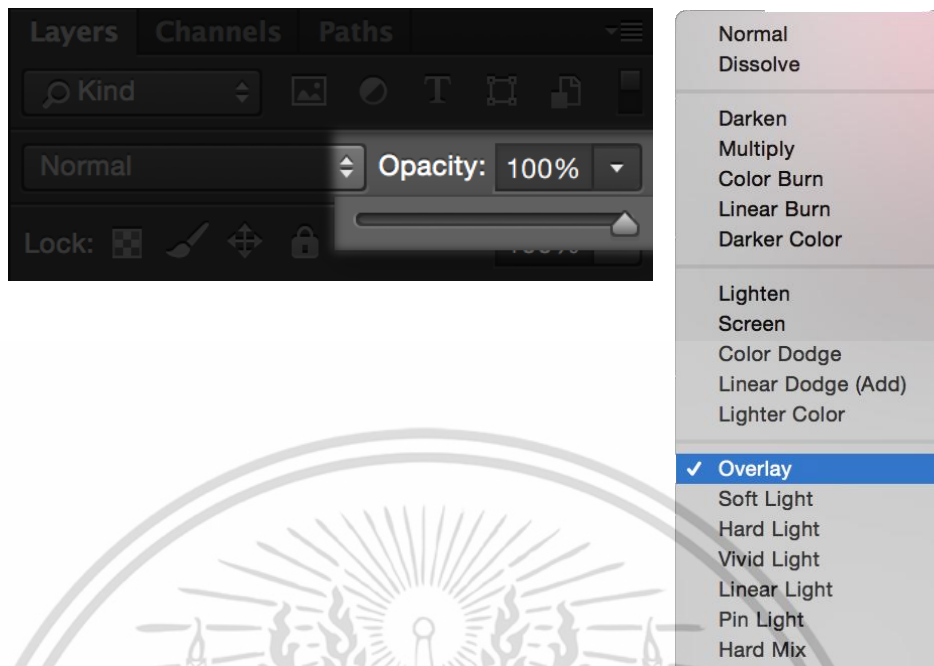 Layers Channels Paths
Kind
Normal Opacity: 100%
Lock: 100%
Normal
Dissolve
Darken
Multiply
Color Burn
Linear Burn
Darker Color
Lighten
Screen
Color Dodge
Linear Dodge (Add)
Lighter Color
Overlay
Soft Light
Hard Light
Vivid Light
Linear Light
Pin Light
Hard Mix